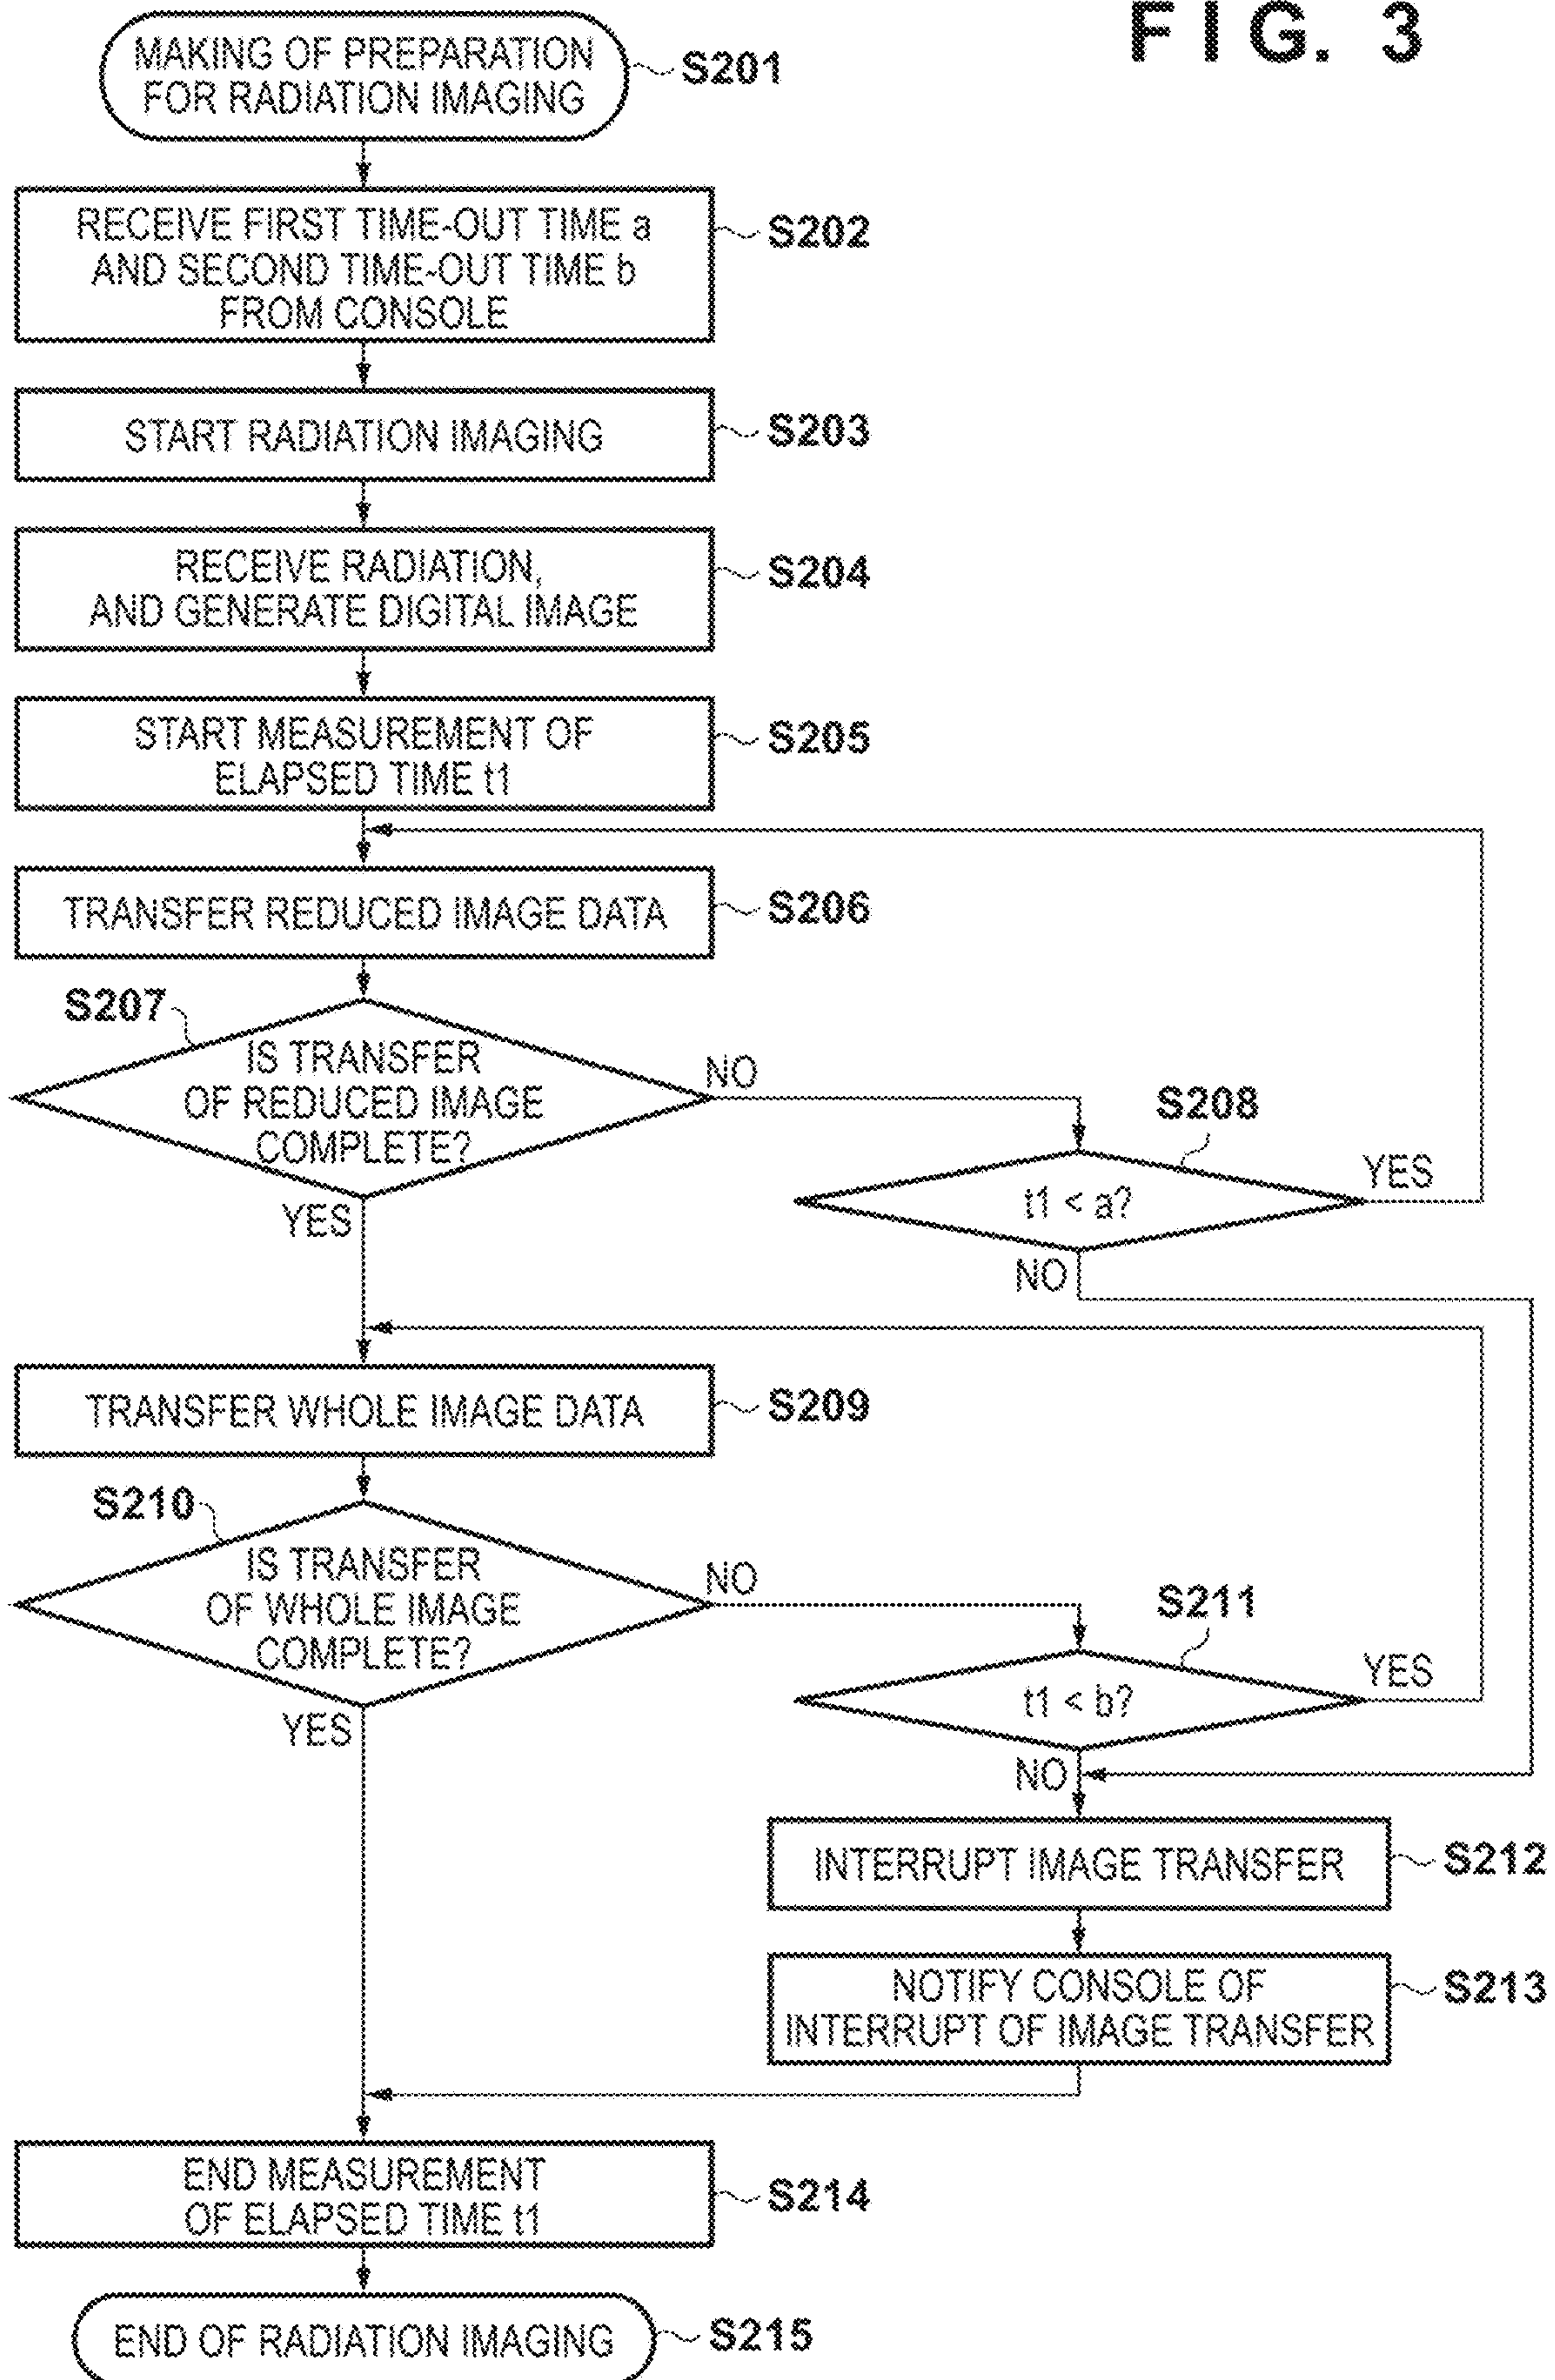 FIG. 3
MAKING OF PREPARATION
FOR RADIATION IMAGING
S201
RECEIVE FIRST TIME-OUT TIME a
AND SECOND TIME-OUT TIME b
FROM CONSOLE
S202
START RADIATION IMAGING
S203
RECEIVE RADIATION,
AND GENERATE DIGITAL IMAGE
S204
START MEASUREMENT OF
ELAPSED TIME t1
S205
TRANSFER REDUCED IMAGE DATA
S206
S207
IS TRANSFER
OF REDUCED IMAGE
COMPLETE?
NO
YES
S208
t1 < a?
YES
NO
TRANSFER WHOLE IMAGE DATA
S209
S210
IS TRANSFER
OF WHOLE IMAGE
COMPLETE?
NO
YES
S211
t1 < b?
YES
NO
INTERRUPT IMAGE TRANSFER
S212
NOTIFY CONSOLE OF
INTERRUPT OF IMAGE TRANSFER
S213
END MEASUREMENT
OF ELAPSED TIME t1
S214
END OF RADIATION IMAGING
S215